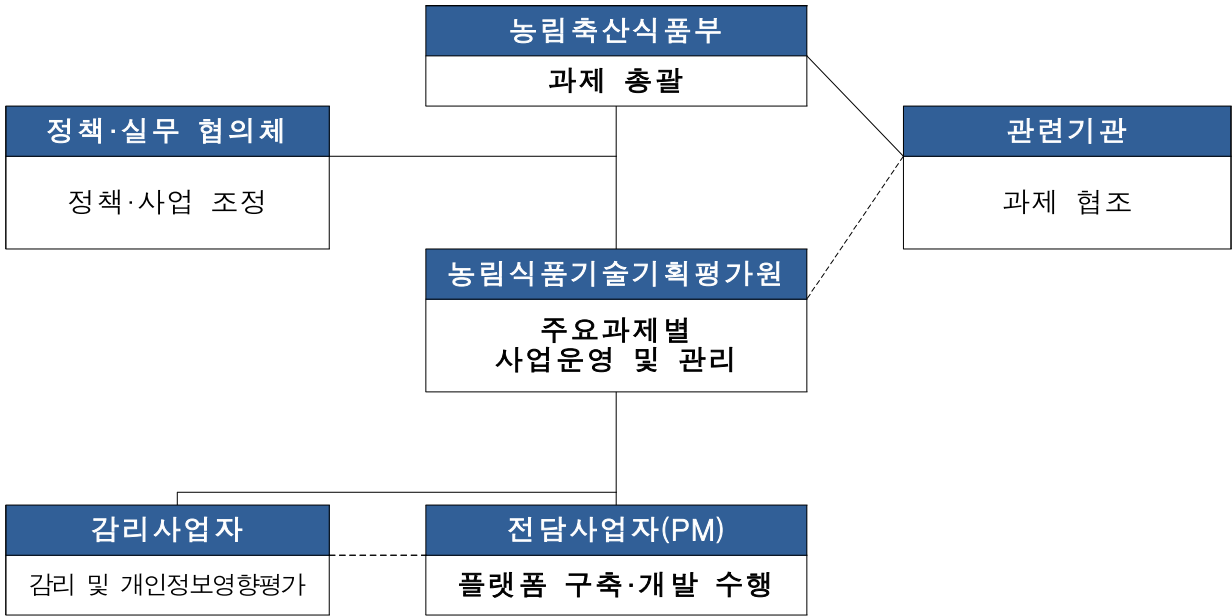 농림축산식품부
과제 총괄
정책·실무 협의체
정책·사업 조정
관련기관
과제 협조
농림식품기술기획평가원
주요과제별
사업운영 및 관리
감리사업자
감리 및 개인정보영향평가
전담사업자(PM)
플랫폼 구축·개발 수행